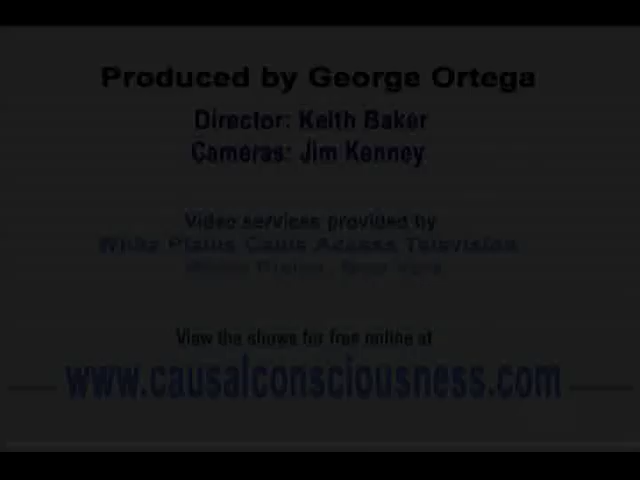 Produced by George Ortega
Director: Keith Baker
Cameras: Jim Kenney
Video services provided by
White Plains Cable Access Television
White Plains, New York
View the shows for free online at
www.causalconsciousness.com